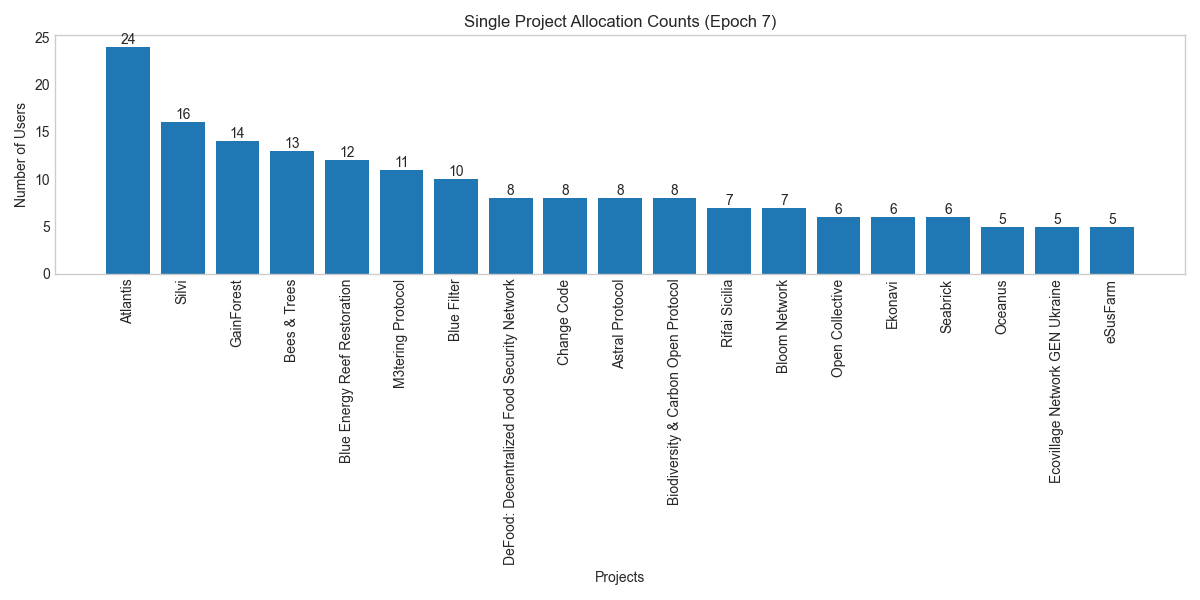 Single Project Allocation Counts (Epoch 7)
Number of Users
25
20
15
10
5
0
24
16
14
13
12
11
10
8
8
8
8
7
7
6
6
6
5
5
5
Atlantis
Silvi
GainForest
Bees & Trees
Blue Energy Reef Restoration
M3tering Protocol
Blue Filter
DeFood: Decentralized Food Security Network
Change Code
Astral Protocol
Biodiversity & Carbon Open Protocol
Rifai Sicilia
Bloom Network
Open Collective
Ekonavi
Seabrick
Oceanus
Ecovillage Network GEN Ukraine
eSusFarm
Projects